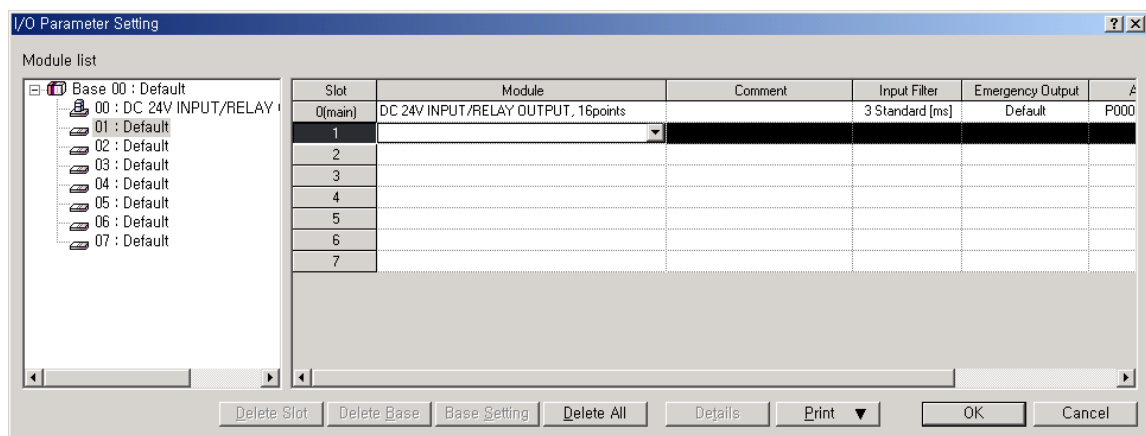 I/O Parameter Setting
Module list
Base 00 : Default
00 : DC 24V INPUT/RELAY
01 : Default
02 : Default
03 : Default
04 : Default
05 : Default
06 : Default
07 : Default
Slot Module Comment Input Filter Emergency Output
0(main) DC 24V INPUT/RELAY OUTPUT, 16points 3 Standard [ms] Default P000
1
2
3
4
5
6
7
Delete Slot Delete Base Base Setting Delete All Details Print ▼ OK Cancel